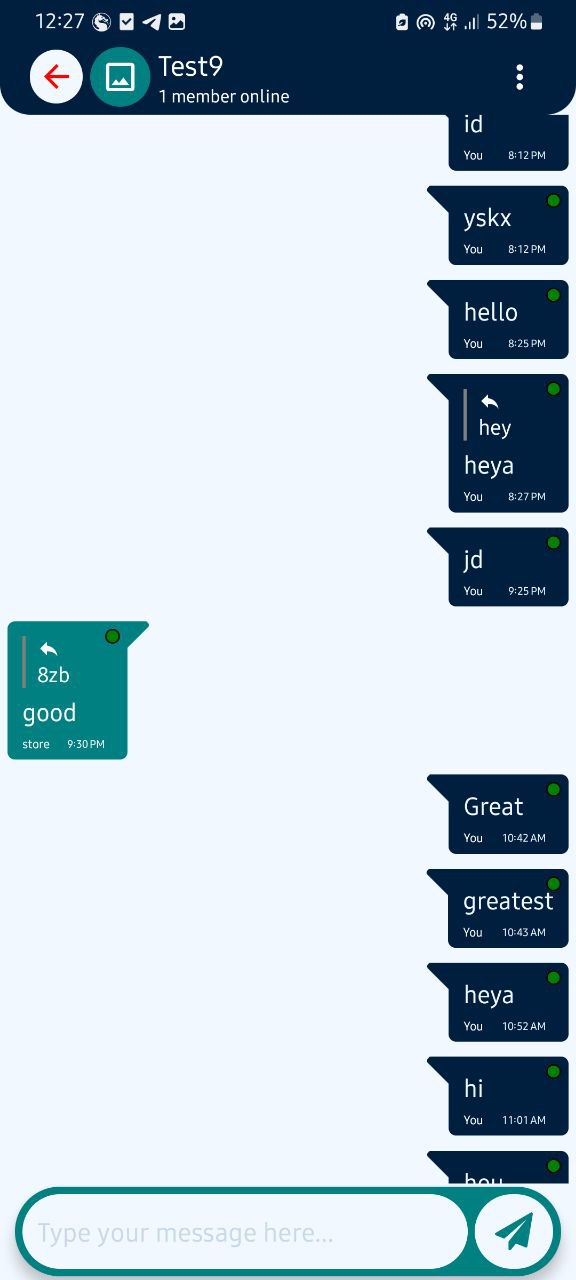 12:27
4G 52%
Test9
1 member online
id
You 8:12 PM
yskx
You 8:12 PM
hello
You 8:25 PM
hey
heya
You 8:27 PM
jd
You 9:25 PM
8zb
good
store 9:30 PM
Great
You 10:42 AM
greatest
You 10:43 AM
heya
You 10:52 AM
hi
You 11:01 AM
Type your message here...